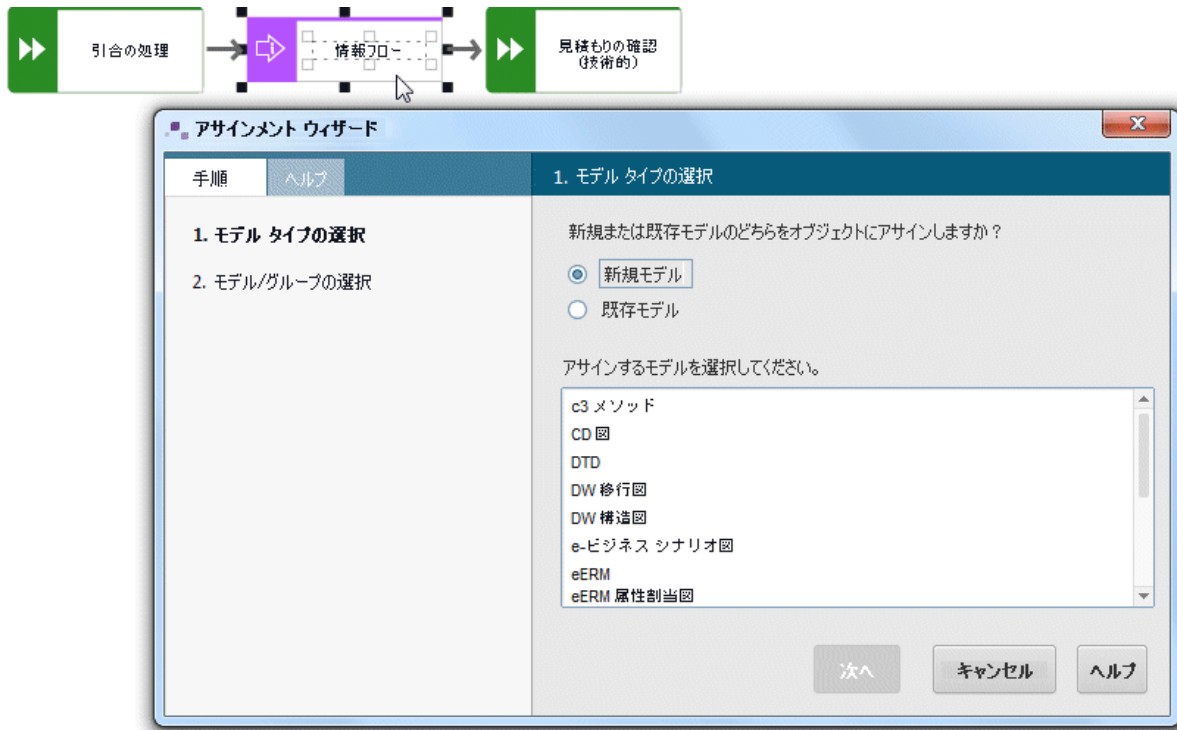 引合の処理
情報フロー
見積もりの確認
(技術的)
アサインメント ウィザード
手順
ヘルプ
1. モデル タイプの選択
1. モデル タイプの選択
2. モデル/グループの選択
新規または既存モデルのどちらをオブジェクトにアサインしますか？
新規モデル
既存モデル
アサインするモデルを選択してください。
c3 メソッド
CD 図
DTD
DW 移行図
DW 構造図
e-ビジネス シナリオ図
eERM
eERM 属性割当図
次へ
キャンセル
ヘルプ